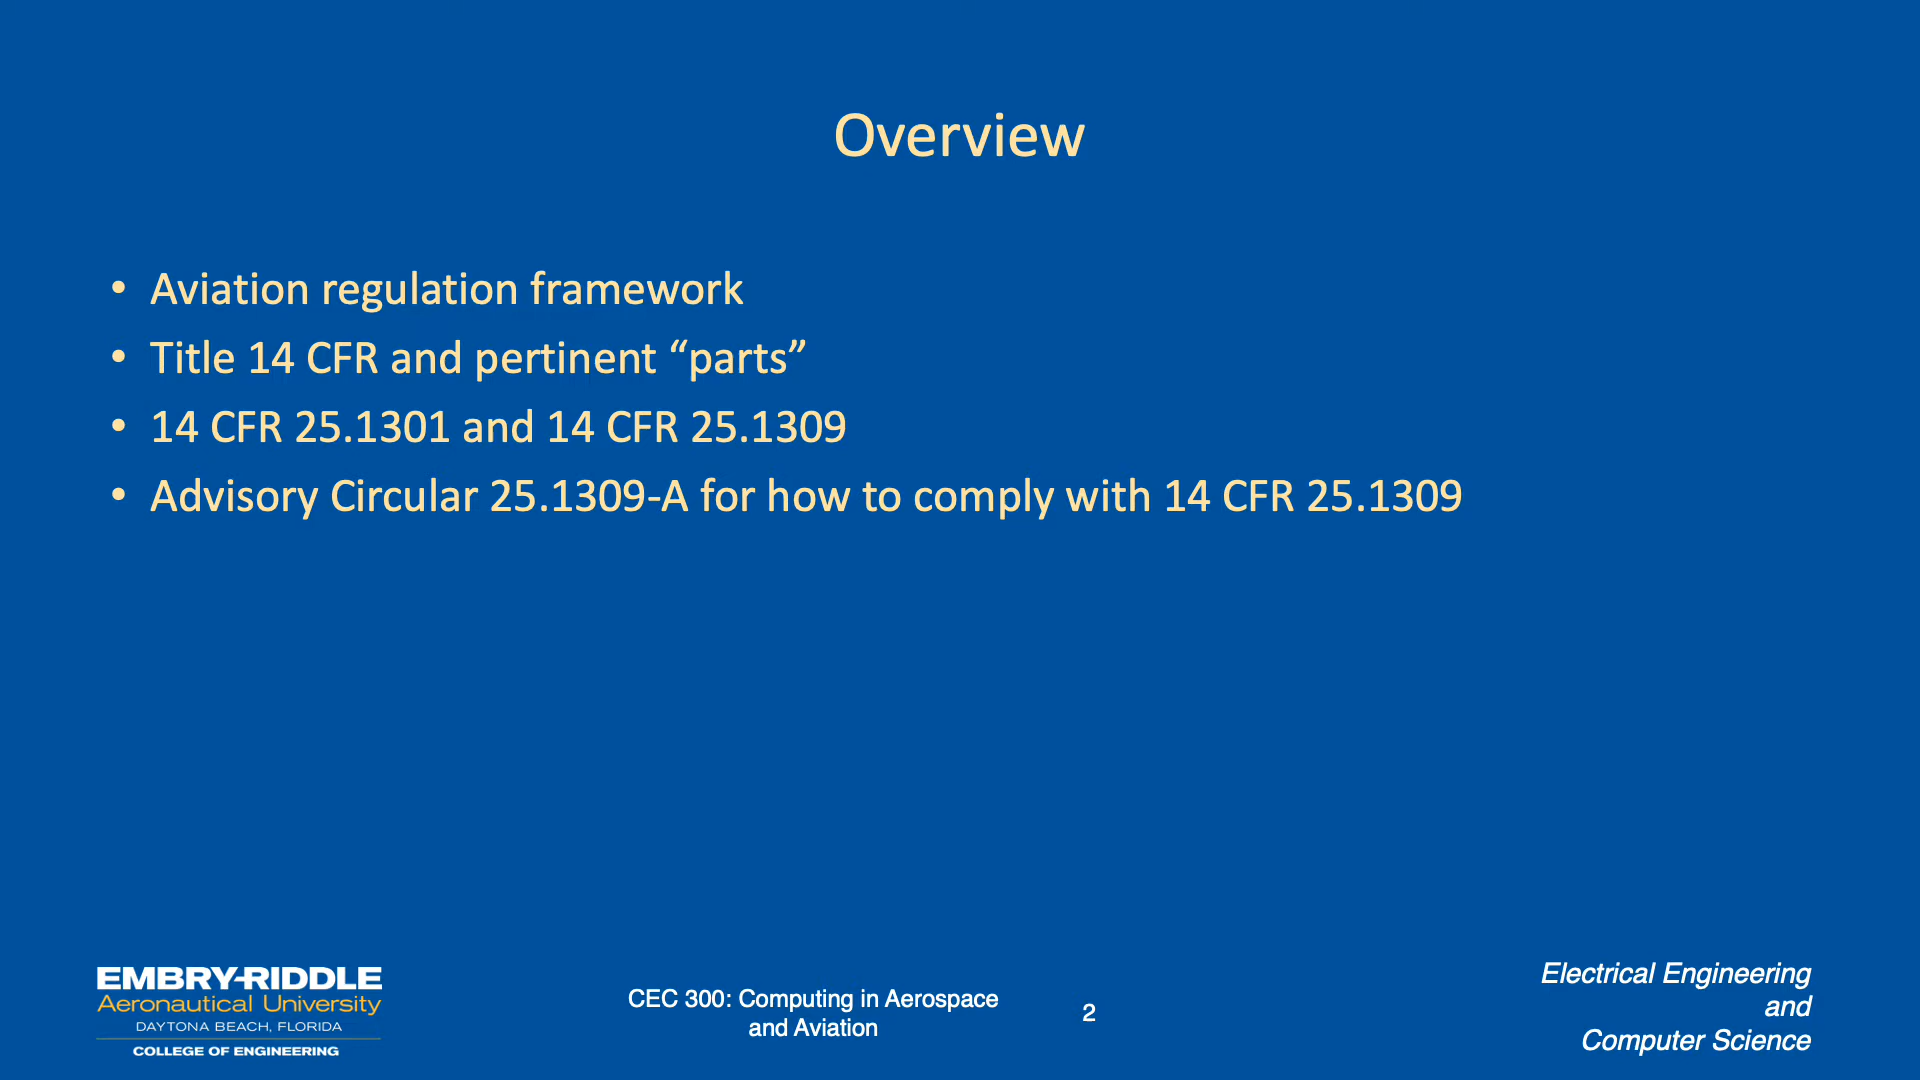 Overview
• Aviation regulation framework
• Title 14 CFR and pertinent “parts”
• 14 CFR 25.1301 and 14 CFR 25.1309
• Advisory Circular 25.1309-A for how to comply with 14 CFR 25.1309
EMBRY-RIDDLE
Aeronautical University
DAYTONA BEACH, FLORIDA
COLLEGE OF ENGINEERING
CEC 300: Computing in Aerospace
and Aviation
2
Electrical Engineering
and
Computer Science